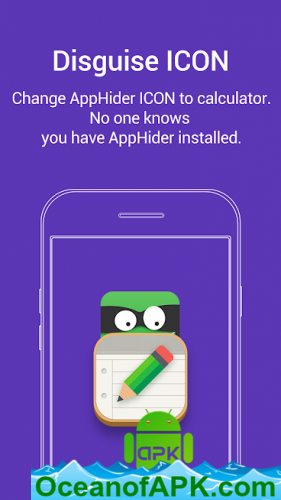 Disguise ICON
Change AppHider ICON to calculator.
No one knows
you have AppHider installed.
APK
OceanofAPK.com